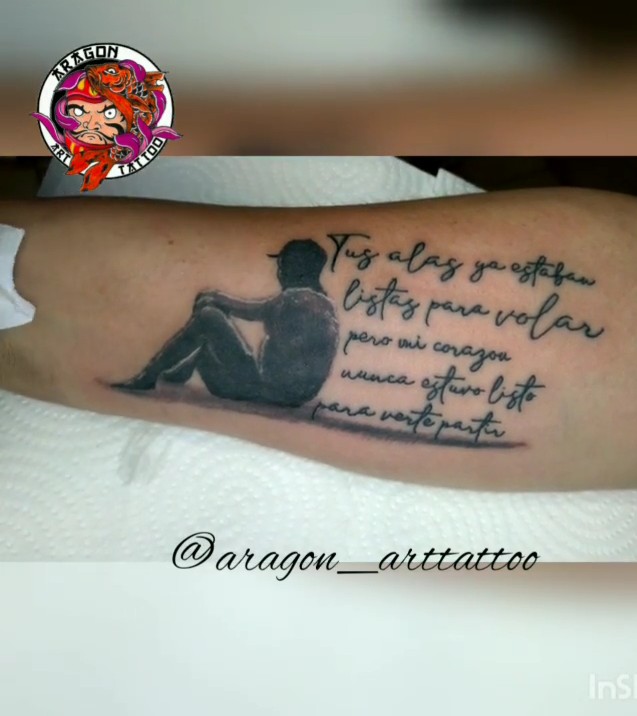 ARAGON
ART TATTOO
Tus alas ya estaban
listas para volar
pero mi corazon
nunca estuvo listo
para verte partir
@aragon__arttattoo
InSh